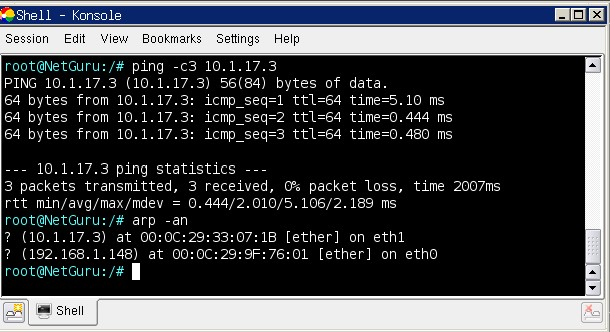 Shell - Konsole
Session Edit View Bookmarks Settings Help
root@NetGuru:/# ping -c3 10.1.17.3
PING 10.1.17.3 (10.1.17.3) 56(84) bytes of data.
64 bytes from 10.1.17.3: icmp_seq=1 ttl=64 time=5.10 ms
64 bytes from 10.1.17.3: icmp_seq=2 ttl=64 time=0.444 ms
64 bytes from 10.1.17.3: icmp_seq=3 ttl=64 time=0.480 ms
--- 10.1.17.3 ping statistics ---
3 packets transmitted, 3 received, 0% packet loss, time 2007ms
rtt min/avg/max/mdev = 0.444/2.010/5.106/2.189 ms
root@NetGuru:/# arp -an
? (10.1.17.3) at 00:0C:29:33:07:1B [ether] on eth1
? (192.168.1.148) at 00:0C:29:9F:76:01 [ether] on eth0
root@NetGuru:/#
Shell